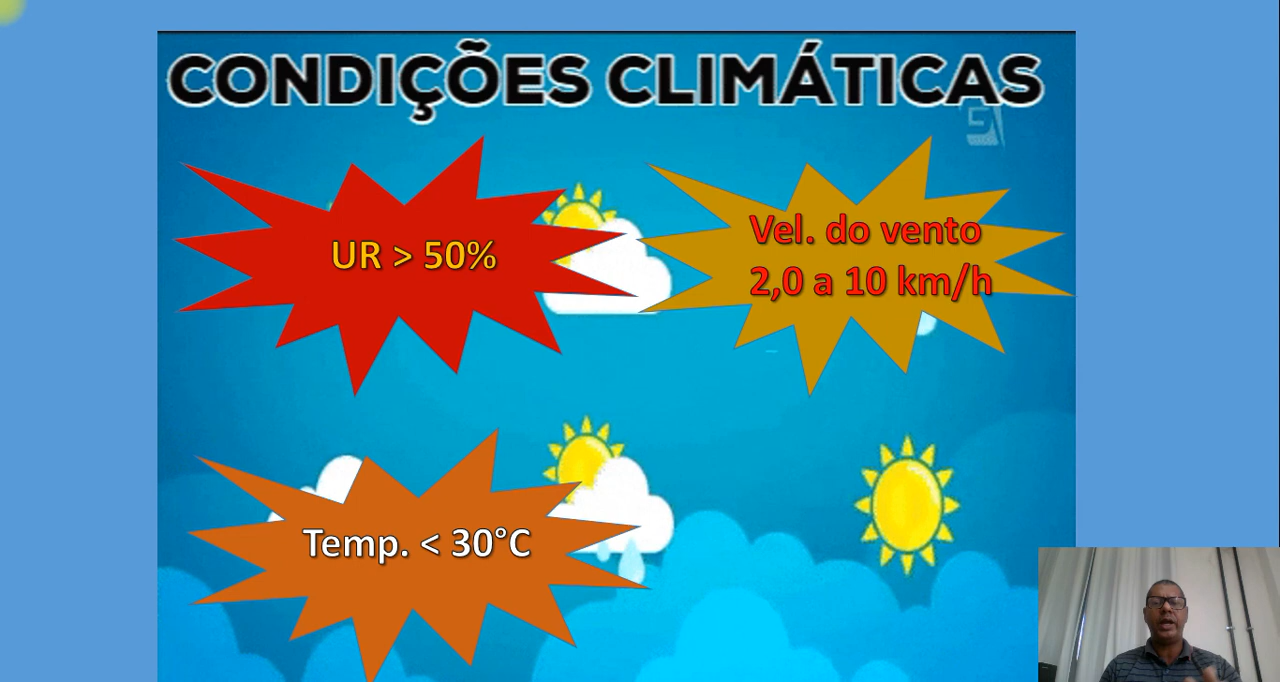 CONDIÇÕES CLIMÁTICAS
UR > 50%
Vel. do vento
2,0 a 10 km/h
Temp. < 30°C